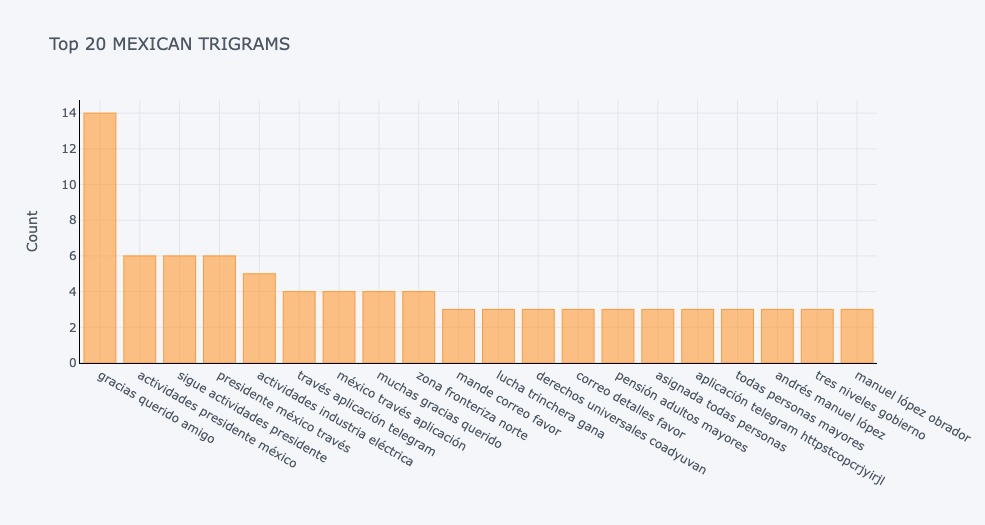 Top 20 MEXICAN TRIGRAMS
Count
14
12
10
8
6
4
2
0
gracias querido amigo
actividades presidente méxico
sigue actividades presidente
presidente méxico través
actividades industria eléctrica
través aplicación telegram
méxico través aplicación
muchas gracias querido
zona fronteriza norte
mande correo favor
lucha trinchera gana
derechos universales coadyuvan
correo detalles favor
pensión adultos mayores
asignada todas personas
aplicación telegram httpstcopcrjyirjl
todas personas mayores
andrés manuel lópez
tres niveles gobierno
manuel lópez obrador